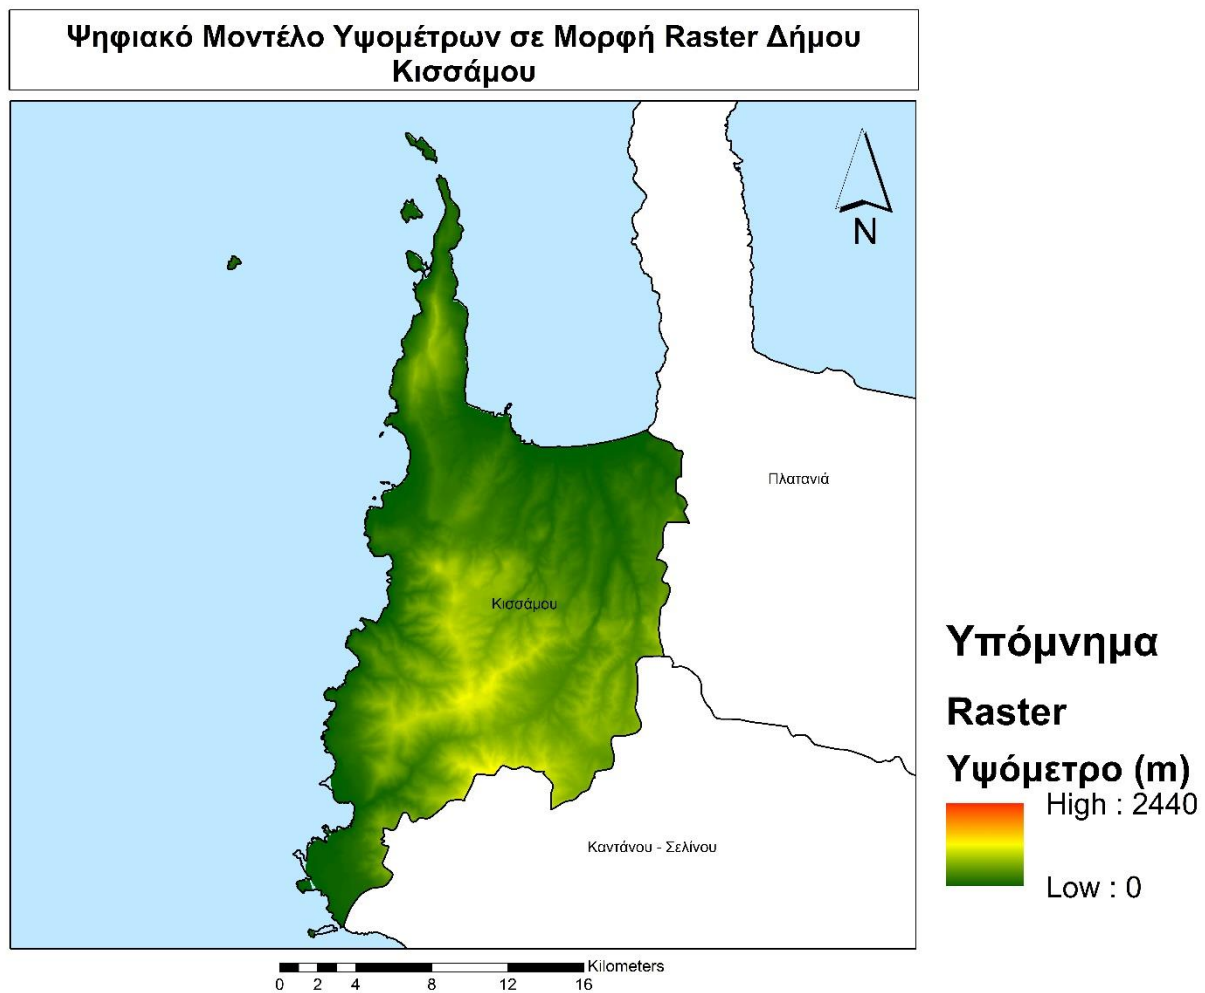 Ψηφιακό Μοντέλο Υψομέτρων σε Μορφή Raster Δήμου
Κισσάμου
N
Πλατανιά
Κισσάμου
Καντάνου - Σελίνου
Υπόμνημα
Raster
Υψόμετρο (m)
High : 2440
Low : 0
Kilometers
0 2 4 8 12 16